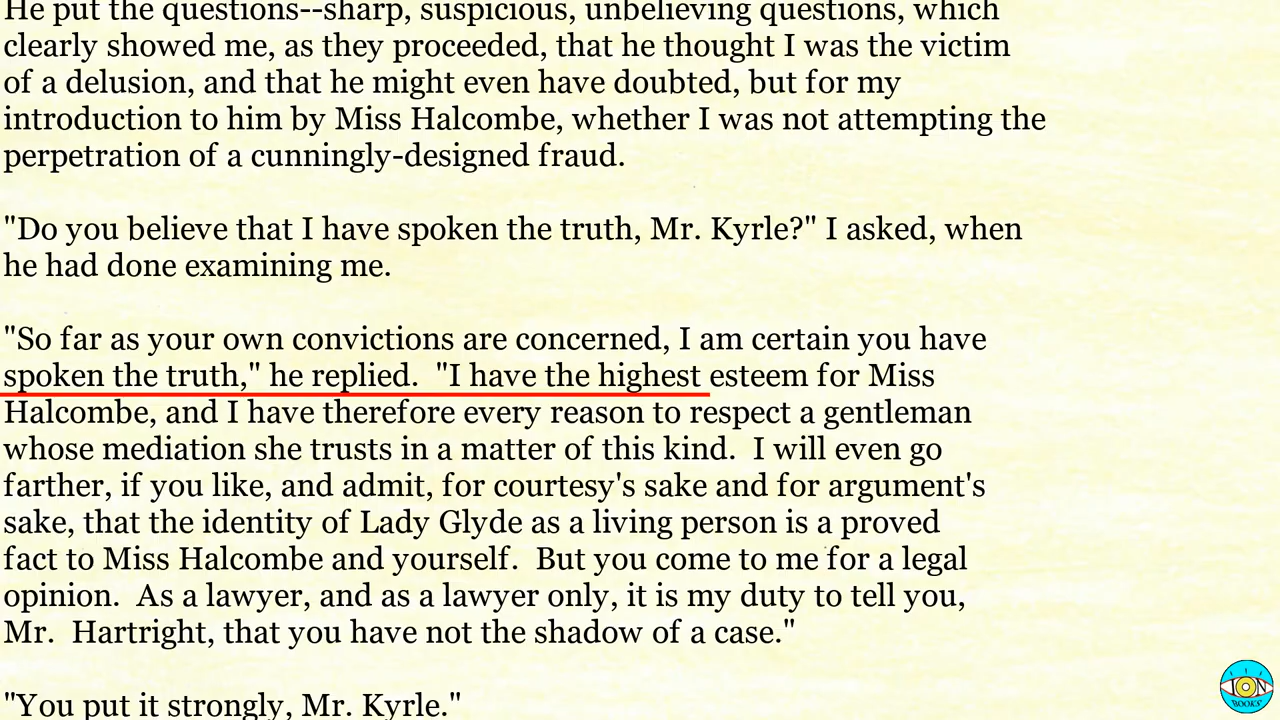 He put the questions--sharp, suspicious, unbelieving questions, which
clearly showed me, as they proceeded, that he thought I was the victim
of a delusion, and that he might even have doubted, but for my
introduction to him by Miss Halcombe, whether I was not attempting the
perpetration of a cunningly-designed fraud.
"Do you believe that I have spoken the truth, Mr. Kyrle?" I asked, when
he had done examining me.
"So far as your own convictions are concerned, I am certain you have
spoken the truth," he replied.  "I have the highest esteem for Miss
Halcombe, and I have therefore every reason to respect a gentleman
whose mediation she trusts in a matter of this kind.  I will even go
farther, if you like, and admit, for courtesy's sake and for argument's
sake, that the identity of Lady Glyde as a living person is a proved
fact to Miss Halcombe and yourself.  But you come to me for a legal
opinion.  As a lawyer, and as a lawyer only, it is my duty to tell you,
Mr.  Hartright, that you have not the shadow of a case."
"You put it strongly, Mr. Kyrle."
ION
BOOKS